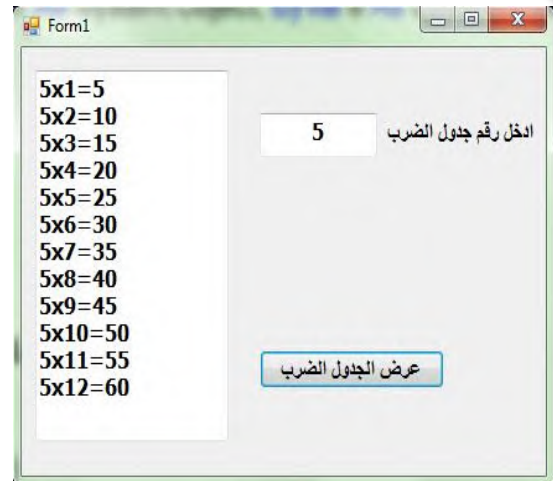 Form1
5x1=5
5x2=10
5x3=15
5x4=20
5x5=25
5x6=30
5x7=35
5x8=40
5x9=45
5x10=50
5x11=55
5x12=60
ادخل رقم جدول الضرب
5
عرض الجدول الضرب